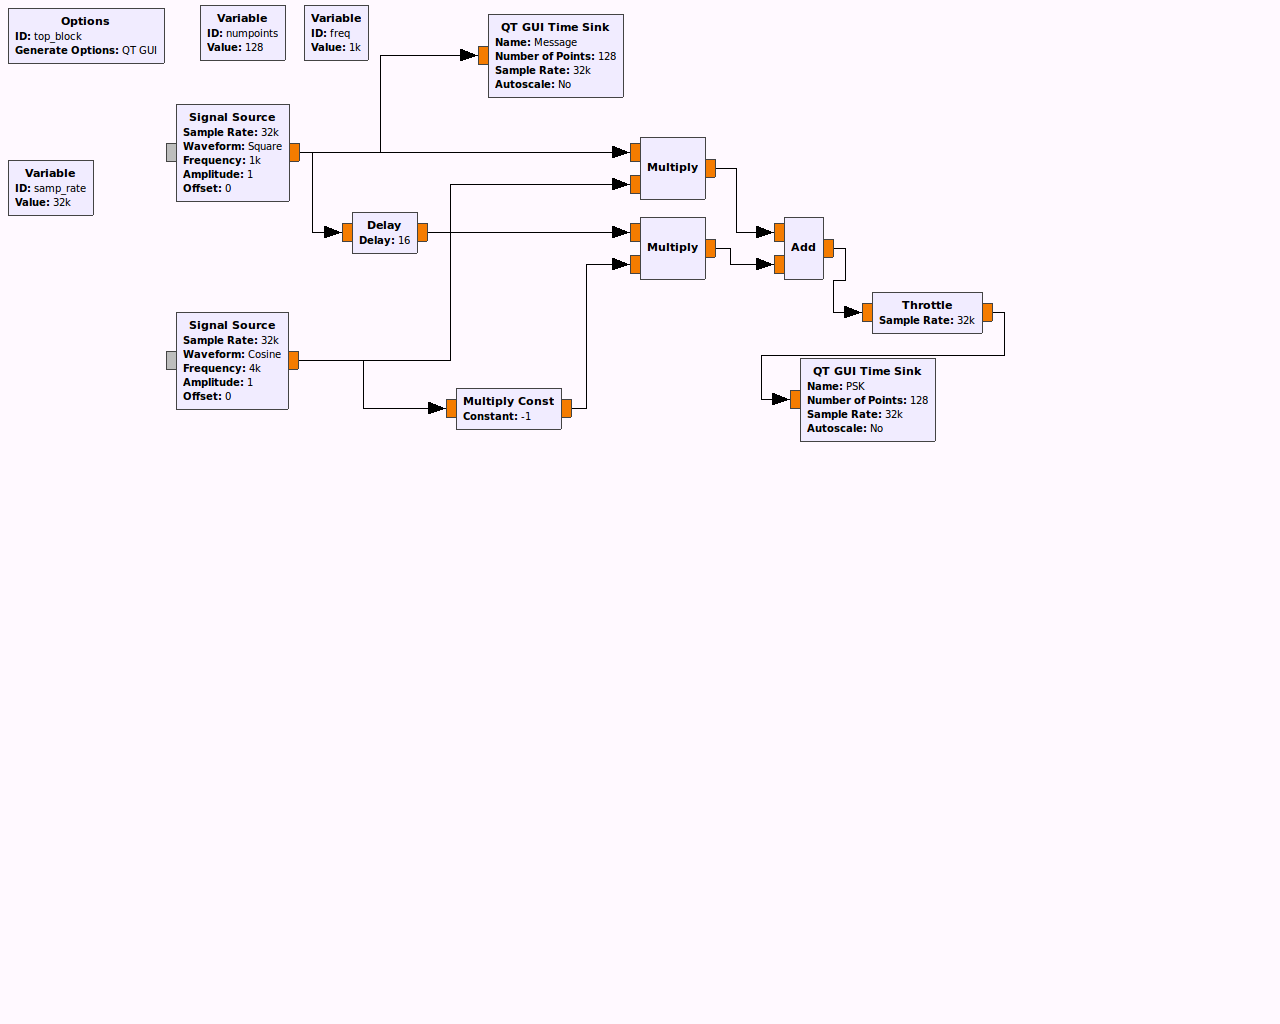 Options
ID: top_block
Generate Options: QT GUI
Variable
ID: numpoints
Value: 128
Variable
ID: freq
Value: 1k
QT GUI Time Sink
Name: Message
Number of Points: 128
Sample Rate: 32k
Autoscale: No
Signal Source
Sample Rate: 32k
Waveform: Square
Frequency: 1k
Amplitude: 1
Offset: 0
Variable
ID: samp_rate
Value: 32k
Multiply
Delay
Delay: 16
Multiply
Add
Signal Source
Sample Rate: 32k
Waveform: Cosine
Frequency: 4k
Amplitude: 1
Offset: 0
Throttle
Sample Rate: 32k
Multiply Const
Constant: -1
QT GUI Time Sink
Name: PSK
Number of Points: 128
Sample Rate: 32k
Autoscale: No